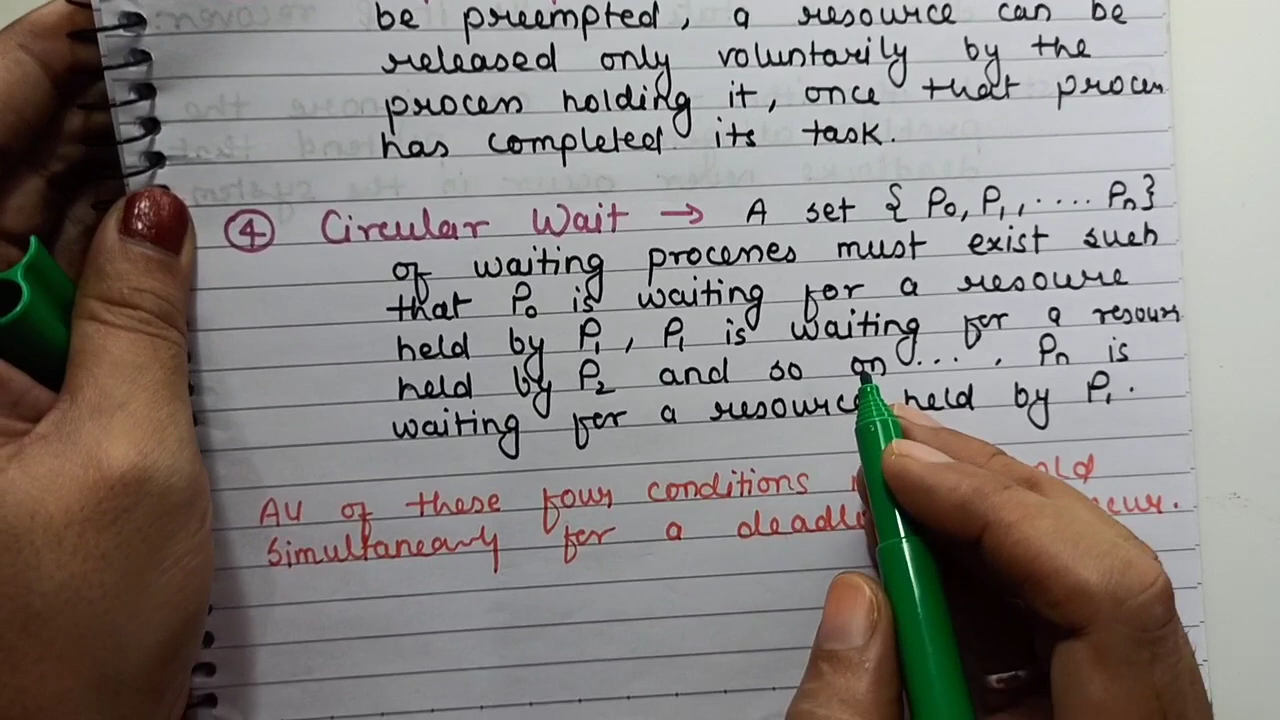 be preempted, a resource can be
released only voluntarily by the
process holding it, once that process
has completed its task.
④ Circular Wait → A set { P0, P1, .... Pn}
of waiting processes must exist such
that P0 is waiting for a resource
held by P1, P1 is waiting for a resource
held by P2 and so on ...., Pn is
waiting for a resource held by P1.
All of these four conditions
Simultaneously for a